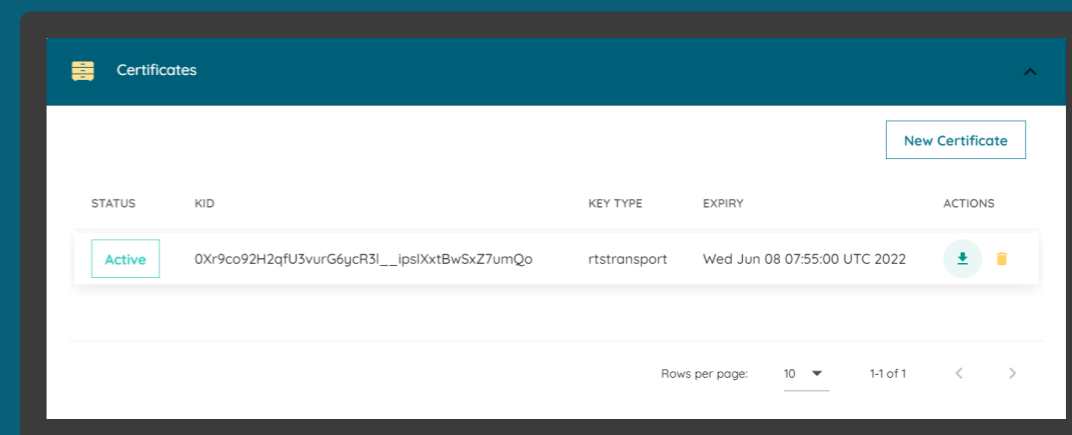 Certificates
New Certificate
STATUS KID KEY TYPE EXPIRY ACTIONS
Active 0Xr9co92H2qfU3vurG6ycR3l__ipsIXxtBwSxZ7umQo rtstransport Wed Jun 08 07:55:00 UTC 2022
Rows per page: 10 1-1 of 1